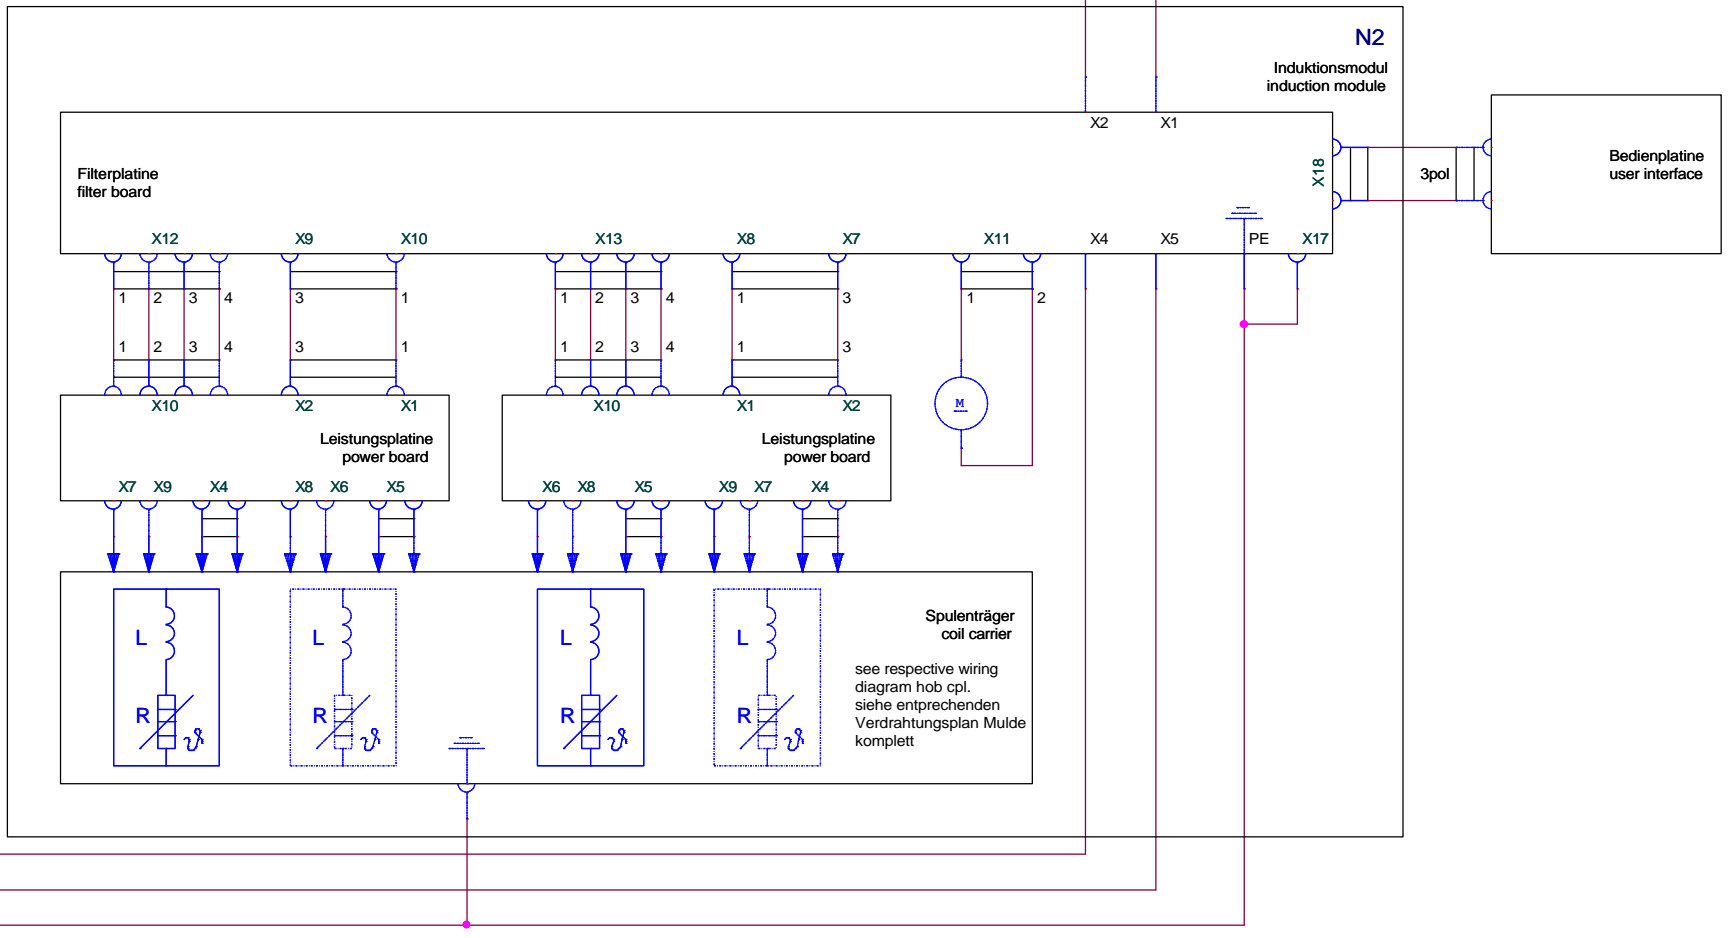 N2
Induktionsmodul
induction module
X2 X1
Filterplatine
filter board
X18
3pol
Bedienplatine
user interface
X12 X9 X10 X13 X8 X7 X11 X4 X5 PE X17
1 2 3 4 3 1 1 2 3 4 1 3 1 2
1 2 3 4 3 1 1 2 3 4 1 3
M
X10 X2 X1 X10 X1 X2
Leistungsplatine
power board
Leistungsplatine
power board
X7 X9 X4 X8 X6 X5 X6 X8 X5 X9 X7 X4
Spulenträger
coil carrier
L L L L
see respective wiring
diagram hob cpl.
siehe entprechenden
Verdrahtungsplan Mulde
komplett
R R R R
ϑ ϑ ϑ ϑ